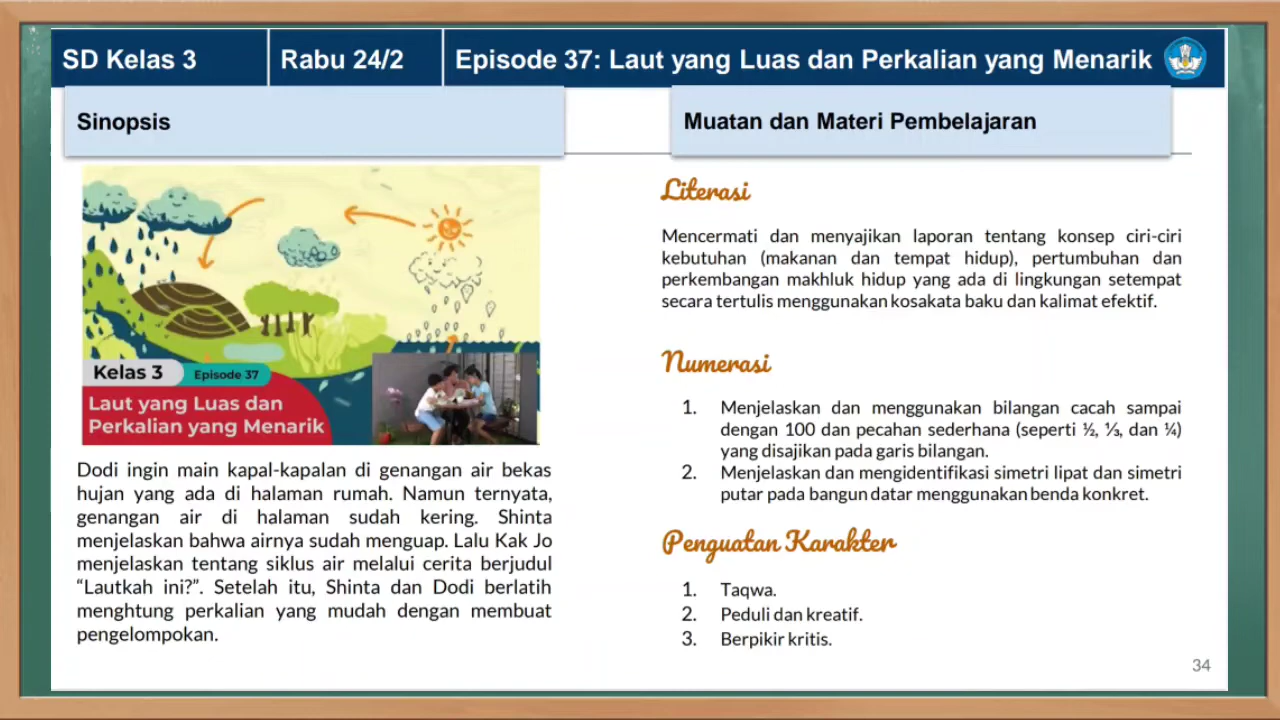 SD Kelas 3
Rabu 24/2
Episode 37: Laut yang Luas dan Perkalian yang Menarik
Sinopsis
Kelas 3
Episode 37
Laut yang Luas dan
Perkalian yang Menarik
Dodi ingin main kapal-kapalan di genangan air bekas
hujan yang ada di halaman rumah. Namun ternyata,
genangan air di halaman sudah kering. Shinta
menjelaskan bahwa airnya sudah menguap. Lalu Kak Jo
menjelaskan tentang siklus air melalui cerita berjudul
“Lautkah ini?”. Setelah itu, Shinta dan Dodi berlatih
menghtung perkalian yang mudah dengan membuat
pengelompokan.
Muatan dan Materi Pembelajaran
Literasi
Mencermati dan menyajikan laporan tentang konsep ciri-ciri
kebutuhan (makanan dan tempat hidup), pertumbuhan dan
perkembangan makhluk hidup yang ada di lingkungan setempat
secara tertulis menggunakan kosakata baku dan kalimat efektif.
Numerasi
1. Menjelaskan dan menggunakan bilangan cacah sampai
dengan 100 dan pecahan sederhana (seperti ½, ⅓, dan ¼)
yang disajikan pada garis bilangan.
2. Menjelaskan dan mengidentifikasi simetri lipat dan simetri
putar pada bangun datar menggunakan benda konkret.
Penguatan Karakter
1. Taqwa.
2. Peduli dan kreatif.
3. Berpikir kritis.
34